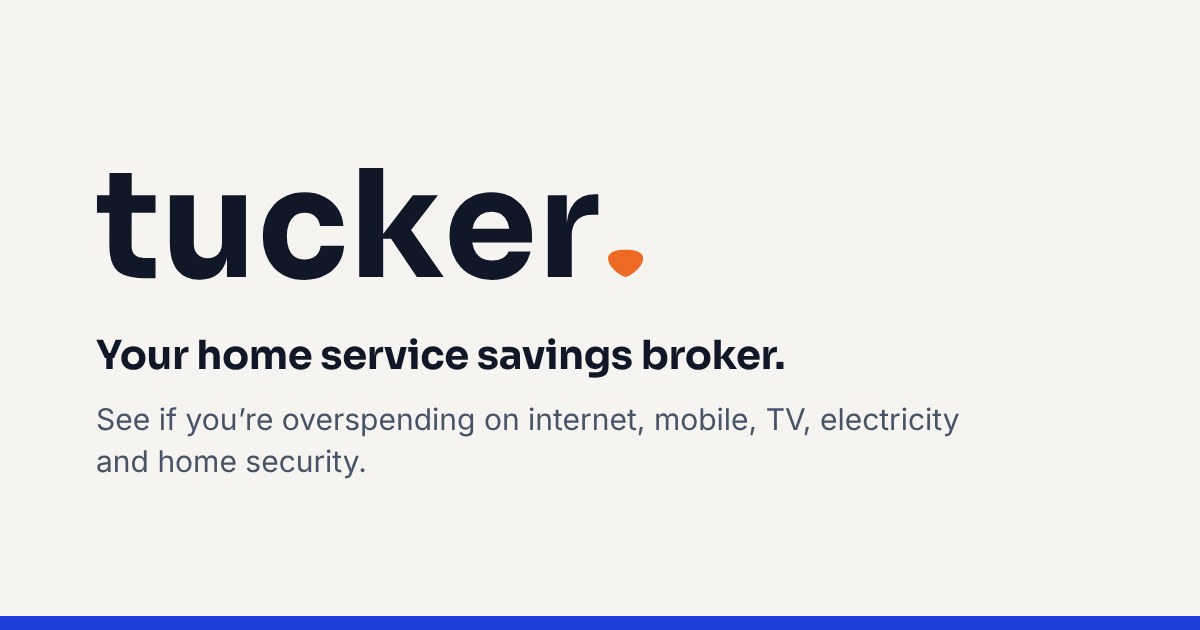 tucker.
Your home service savings broker.
See if you’re overspending on internet, mobile, TV, electricity
and home security.